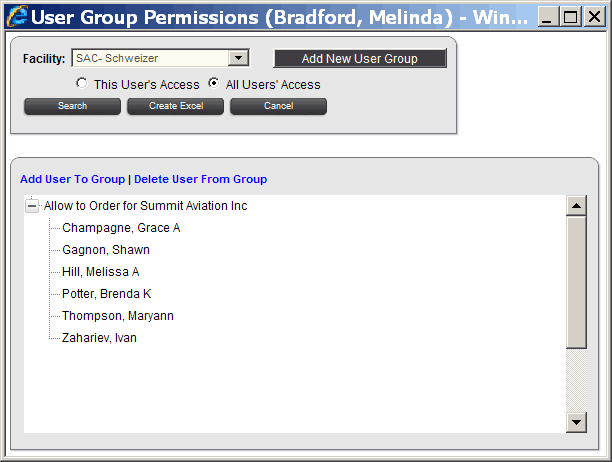 User Group Permissions (Bradford, Melinda) - Win...
Facility: SAC- Schweizer Add New User Group
This User's Access All Users' Access
Search Create Excel Cancel
Add User To Group | Delete User From Group
Allow to Order for Summit Aviation Inc
Champagne, Grace A
Gagnon, Shawn
Hill, Melissa A
Potter, Brenda K
Thompson, Maryann
Zahariev, Ivan